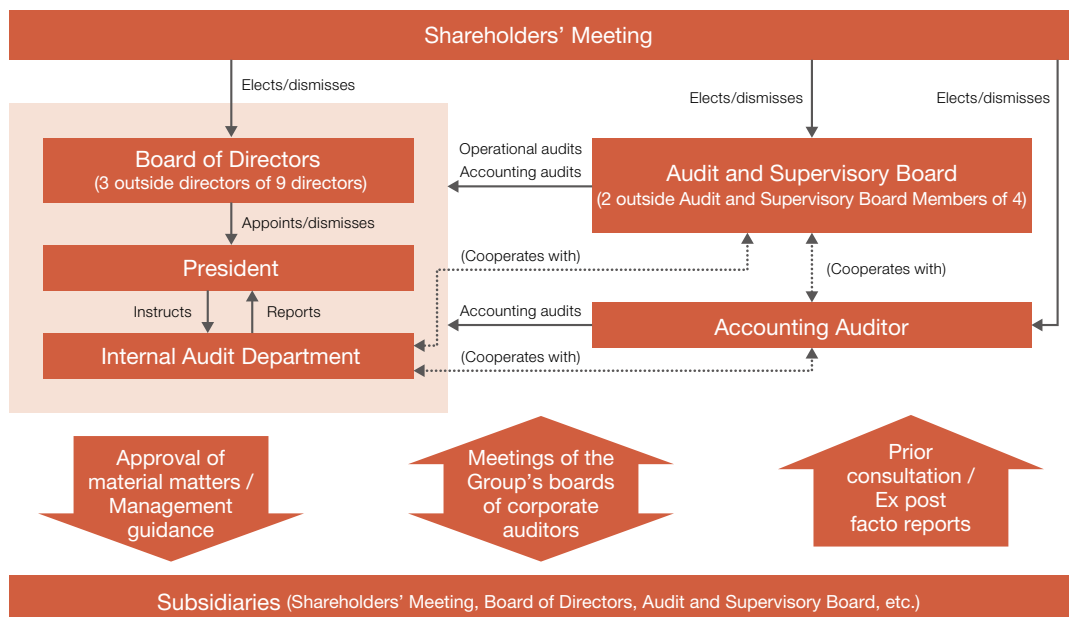 Shareholders’ Meeting
Elects/dismisses
Elects/dismisses
Elects/dismisses
Board of Directors
(3 outside directors of 9 directors)
Operational audits
Accounting audits
Audit and Supervisory Board
(2 outside Audit and Supervisory Board Members of 4)
Appoints/dismisses
President
(Cooperates with)
(Cooperates with)
Instructs
Reports
Accounting audits
Accounting Auditor
Internal Audit Department
(Cooperates with)
Approval of
material matters /
Management
guidance
Meetings of the
Group’s boards
of corporate
auditors
Prior
consultation /
Ex post
facto reports
Subsidiaries (Shareholders’ Meeting, Board of Directors, Audit and Supervisory Board, etc.)